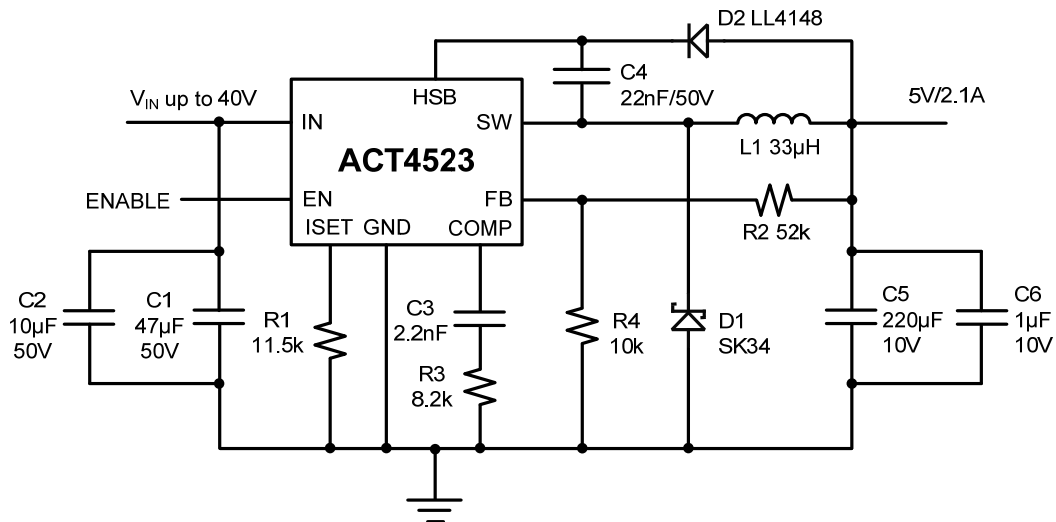 D2 LL4148
C4
22nF/50V
HSB
VIN up to 40V
5V/2.1A
IN
SW
L1 33μH
ACT4523
ENABLE
EN
FB
ISET GND COMP
R2 52k
C2
10μF
50V
C1
47μF
50V
R1
11.5k
C3
2.2nF
R3
8.2k
R4
10k
D1
SK34
C5
220μF
10V
C6
1μF
10V